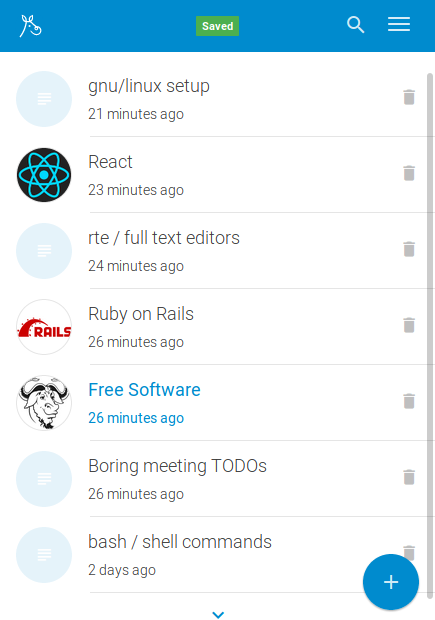 Saved
gnu/linux setup
21 minutes ago
React
23 minutes ago
rte / full text editors
24 minutes ago
RAILS
Ruby on Rails
26 minutes ago
Free Software
26 minutes ago
Boring meeting TODOs
26 minutes ago
bash / shell commands
2 days ago